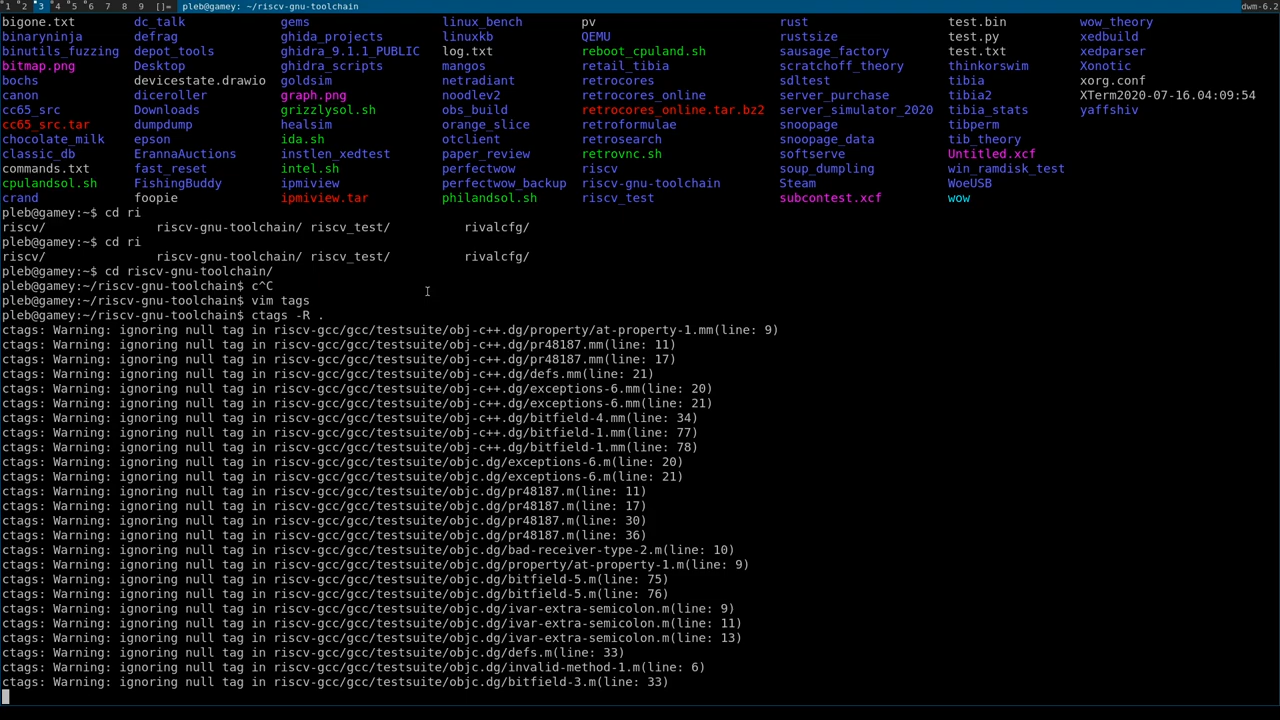 1 2 3 4 5 6 7 8 9 []= pleb@gamey: ~/riscv-gnu-toolchain dwm-6.2
bigone.txt dc_talk gems linux_bench pv rust test.bin wow_theory
binaryninja defrag ghida_projects linuxkb QEMU rustsize test.py xedbuild
binutils_fuzzing depot_tools ghidra_9.1.1_PUBLIC log.txt reboot_cpuland.sh sausage_factory test.txt xedparser
bitmap.png Desktop ghidra_scripts mangos retail_tibia scratchoff_theory thinkorswim Xonotic
bochs devicestate.drawio goldsim netradiant retrocores sdltest tibia xorg.conf
canon diceroller graph.png noodlev2 retrocores_online server_purchase tibia2 XTerm2020-07-16.04:09:54
cc65_src Downloads grizzlysol.sh obs_build retrocores_online.tar.bz2 server_simulator_2020 tibia_stats yaffshiv
cc65_src.tar dumpdump healsim orange_slice retroformulae snoopage tibperm
chocolate_milk epson ida.sh otclient retrosearch snoopage_data tib_theory
classic_db ErannaAuctions instlen_xedtest paper_review retrovnc.sh softserve Untitled.xcf
commands.txt fast_reset intel.sh perfectwow riscv soup_dumpling win_ramdisk_test
cpulandsol.sh FishingBuddy ipmiview perfectwow_backup riscv-gnu-toolchain Steam WoeUSB
crand foopie ipmiview.tar philandsol.sh riscv_test subcontest.xcf wow
pleb@gamey:~$ cd ri
riscv/ riscv-gnu-toolchain/ riscv_test/ rivalcfg/
pleb@gamey:~$ cd ri
riscv/ riscv-gnu-toolchain/ riscv_test/ rivalcfg/
pleb@gamey:~$ cd riscv-gnu-toolchain/
pleb@gamey:~/riscv-gnu-toolchain$ c^C
pleb@gamey:~/riscv-gnu-toolchain$ vim tags
pleb@gamey:~/riscv-gnu-toolchain$ ctags -R .
ctags: Warning: ignoring null tag in riscv-gcc/gcc/testsuite/obj-c++.dg/property/at-property-1.mm(line: 9)
ctags: Warning: ignoring null tag in riscv-gcc/gcc/testsuite/obj-c++.dg/pr48187.mm(line: 11)
ctags: Warning: ignoring null tag in riscv-gcc/gcc/testsuite/obj-c++.dg/pr48187.mm(line: 17)
ctags: Warning: ignoring null tag in riscv-gcc/gcc/testsuite/obj-c++.dg/defs.mm(line: 21)
ctags: Warning: ignoring null tag in riscv-gcc/gcc/testsuite/obj-c++.dg/exceptions-6.mm(line: 20)
ctags: Warning: ignoring null tag in riscv-gcc/gcc/testsuite/obj-c++.dg/exceptions-6.mm(line: 21)
ctags: Warning: ignoring null tag in riscv-gcc/gcc/testsuite/obj-c++.dg/bitfield-4.mm(line: 34)
ctags: Warning: ignoring null tag in riscv-gcc/gcc/testsuite/obj-c++.dg/bitfield-1.mm(line: 77)
ctags: Warning: ignoring null tag in riscv-gcc/gcc/testsuite/obj-c++.dg/bitfield-1.mm(line: 78)
ctags: Warning: ignoring null tag in riscv-gcc/gcc/testsuite/objc.dg/exceptions-6.m(line: 20)
ctags: Warning: ignoring null tag in riscv-gcc/gcc/testsuite/objc.dg/exceptions-6.m(line: 21)
ctags: Warning: ignoring null tag in riscv-gcc/gcc/testsuite/objc.dg/pr48187.m(line: 11)
ctags: Warning: ignoring null tag in riscv-gcc/gcc/testsuite/objc.dg/pr48187.m(line: 17)
ctags: Warning: ignoring null tag in riscv-gcc/gcc/testsuite/objc.dg/pr48187.m(line: 30)
ctags: Warning: ignoring null tag in riscv-gcc/gcc/testsuite/objc.dg/pr48187.m(line: 36)
ctags: Warning: ignoring null tag in riscv-gcc/gcc/testsuite/objc.dg/bad-receiver-type-2.m(line: 10)
ctags: Warning: ignoring null tag in riscv-gcc/gcc/testsuite/objc.dg/property/at-property-1.m(line: 9)
ctags: Warning: ignoring null tag in riscv-gcc/gcc/testsuite/objc.dg/bitfield-5.m(line: 75)
ctags: Warning: ignoring null tag in riscv-gcc/gcc/testsuite/objc.dg/bitfield-5.m(line: 76)
ctags: Warning: ignoring null tag in riscv-gcc/gcc/testsuite/objc.dg/ivar-extra-semicolon.m(line: 9)
ctags: Warning: ignoring null tag in riscv-gcc/gcc/testsuite/objc.dg/ivar-extra-semicolon.m(line: 11)
ctags: Warning: ignoring null tag in riscv-gcc/gcc/testsuite/objc.dg/ivar-extra-semicolon.m(line: 13)
ctags: Warning: ignoring null tag in riscv-gcc/gcc/testsuite/objc.dg/defs.m(line: 33)
ctags: Warning: ignoring null tag in riscv-gcc/gcc/testsuite/objc.dg/invalid-method-1.m(line: 6)
ctags: Warning: ignoring null tag in riscv-gcc/gcc/testsuite/objc.dg/bitfield-3.m(line: 33)